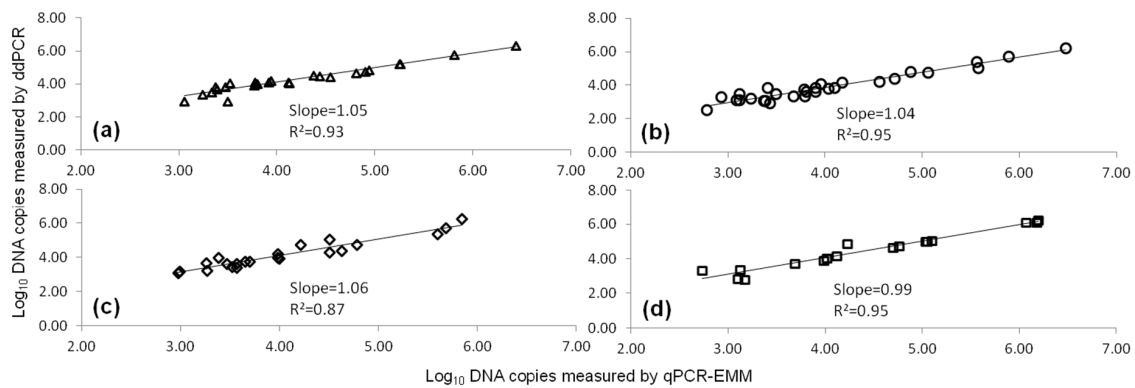 8.00
6.00
4.00
2.00
0.00
(a)
Slope=1.05
R²=0.93
2.00 3.00 4.00 5.00 6.00 7.00
8.00
6.00
4.00
2.00
0.00
(b)
Slope=1.04
R²=0.95
2.00 3.00 4.00 5.00 6.00 7.00
8.00
6.00
4.00
2.00
0.00
(c)
Slope=1.06
R²=0.87
2.00 3.00 4.00 5.00 6.00 7.00
8.00
6.00
4.00
2.00
0.00
(d)
Slope=0.99
R²=0.95
2.00 3.00 4.00 5.00 6.00 7.00
Log₁₀ DNA copies measured by ddPCR
Log₁₀ DNA copies measured by qPCR-EMM